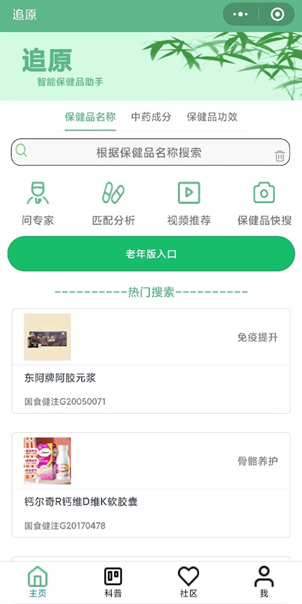 追原
追原
智能保健品助手
保健品名称 中药成分 保健品功效
根据保健品名称搜索
问专家 匹配分析 视频推荐 保健品快搜
老年版入口
----------热门搜索----------
免疫提升
东阿牌阿胶元浆
国食健注G20050071
骨骼养护
钙尔奇R钙维D维K软胶囊
国食健注G20170478
主页 科普 社区 我